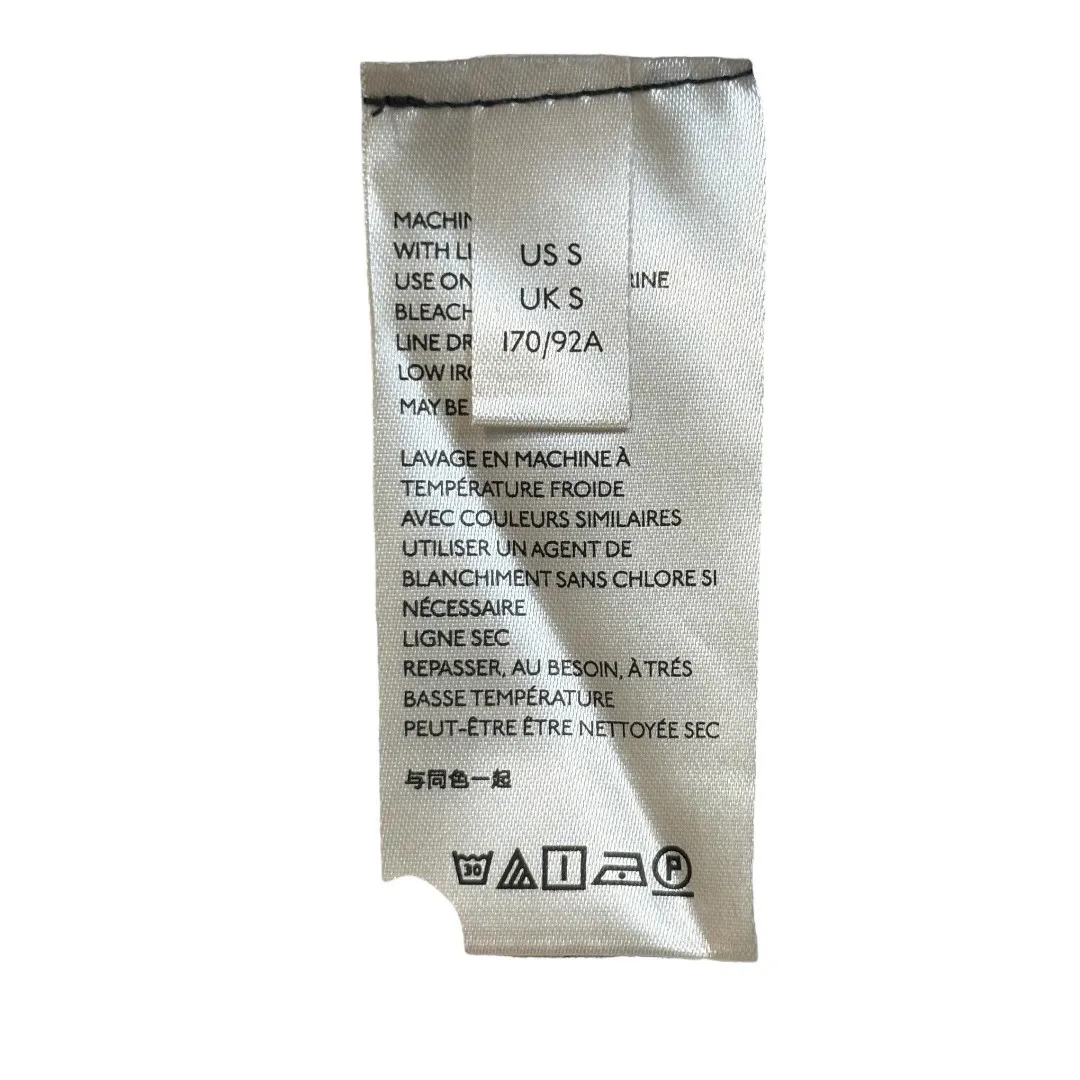 US S
UK S
170/92A
MACHIN
WITH LI
USE ON RINE
BLEACH
LINE DR
LOW IRO
MAY BE
LAVAGE EN MACHINE À
TEMPÉRATURE FROIDE
AVEC COULEURS SIMILAIRES
UTILISER UN AGENT DE
BLANCHIMENT SANS CHLORE SI
NÉCESSAIRE
LIGNE SEC
REPASSER, AU BESOIN, À TRÉS
BASSE TEMPÉRATURE
PEUT-ÊTRE ÊTRE NETTOYÉE SEC
与同色一起
30 P